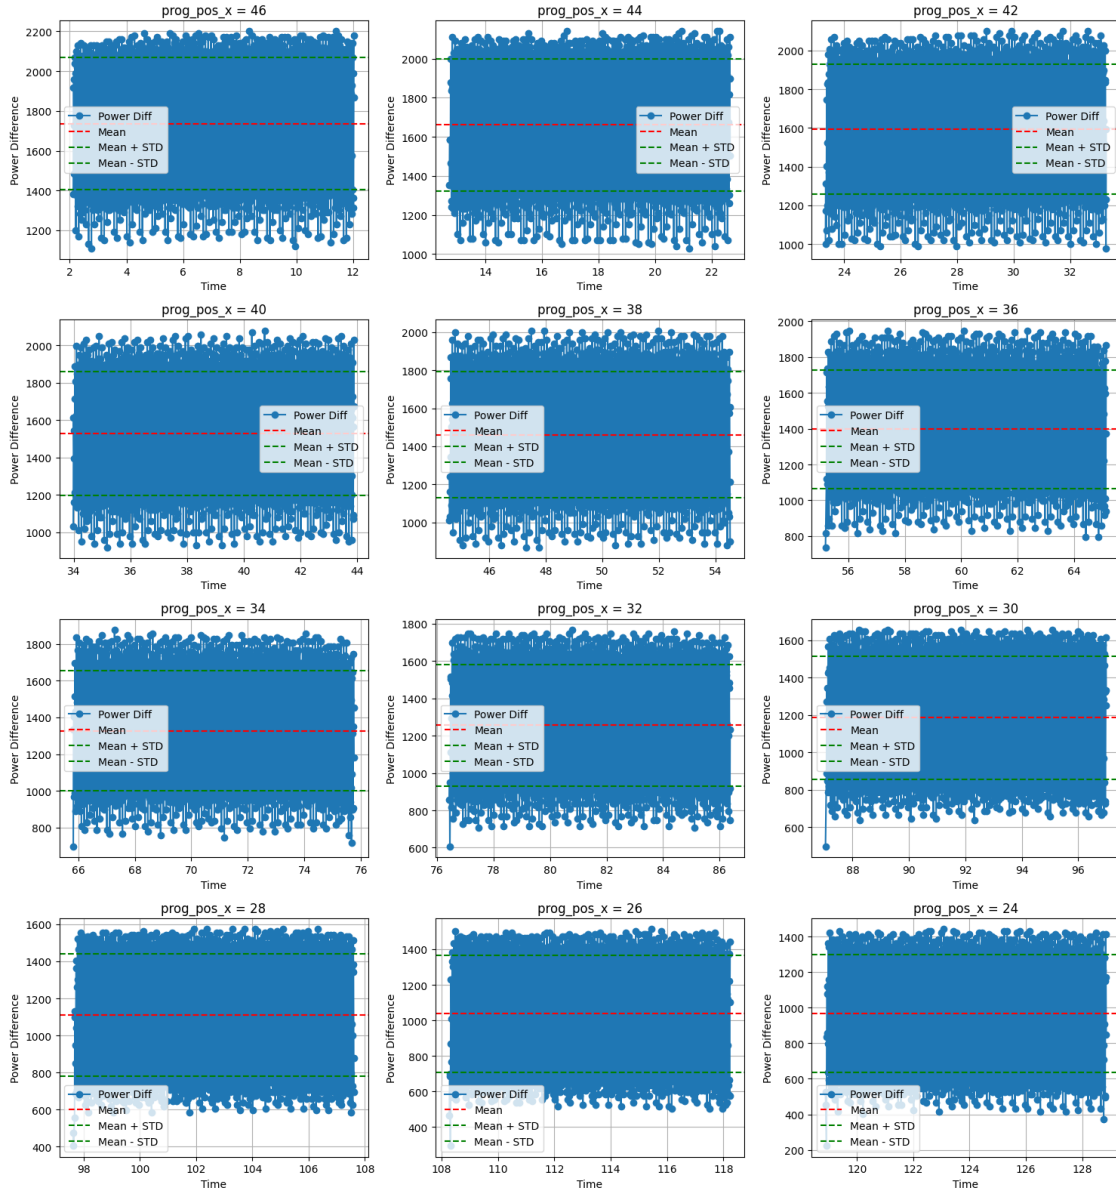 prog_pos_x = 46
Power Difference
2200
2000
1800
1600
1400
1200
Power Diff
Mean
Mean + STD
Mean - STD
2 4 6 8 10 12
Time
prog_pos_x = 44
Power Difference
2000
1800
1600
1400
1200
1000
Power Diff
Mean
Mean + STD
Mean - STD
14 16 18 20 22
Time
prog_pos_x = 42
Power Difference
2000
1800
1600
1400
1200
1000
Power Diff
Mean
Mean + STD
Mean - STD
24 26 28 30 32
Time
prog_pos_x = 40
Power Difference
2000
1800
1600
1400
1200
1000
Power Diff
Mean
Mean + STD
Mean - STD
34 36 38 40 42 44
Time
prog_pos_x = 38
Power Difference
2000
1800
1600
1400
1200
1000
Power Diff
Mean
Mean + STD
Mean - STD
46 48 50 52 54
Time
prog_pos_x = 36
Power Difference
2000
1800
1600
1400
1200
1000
800
Power Diff
Mean
Mean + STD
Mean - STD
56 58 60 62 64
Time
prog_pos_x = 34
Power Difference
1800
1600
1400
1200
1000
800
Power Diff
Mean
Mean + STD
Mean - STD
66 68 70 72 74 76
Time
prog_pos_x = 32
Power Difference
1800
1600
1400
1200
1000
800
600
Power Diff
Mean
Mean + STD
Mean - STD
76 78 80 82 84 86
Time
prog_pos_x = 30
Power Difference
1600
1400
1200
1000
800
600
Power Diff
Mean
Mean + STD
Mean - STD
88 90 92 94 96
Time
prog_pos_x = 28
Power Difference
1600
1400
1200
1000
800
600
400
Power Diff
Mean
Mean + STD
Mean - STD
98 100 102 104 106 108
Time
prog_pos_x = 26
Power Difference
1400
1200
1000
800
600
400
Power Diff
Mean
Mean + STD
Mean - STD
108 110 112 114 116 118
Time
prog_pos_x = 24
Power Difference
1400
1200
1000
800
600
400
200
Power Diff
Mean
Mean + STD
Mean - STD
120 122 124 126 128
Time